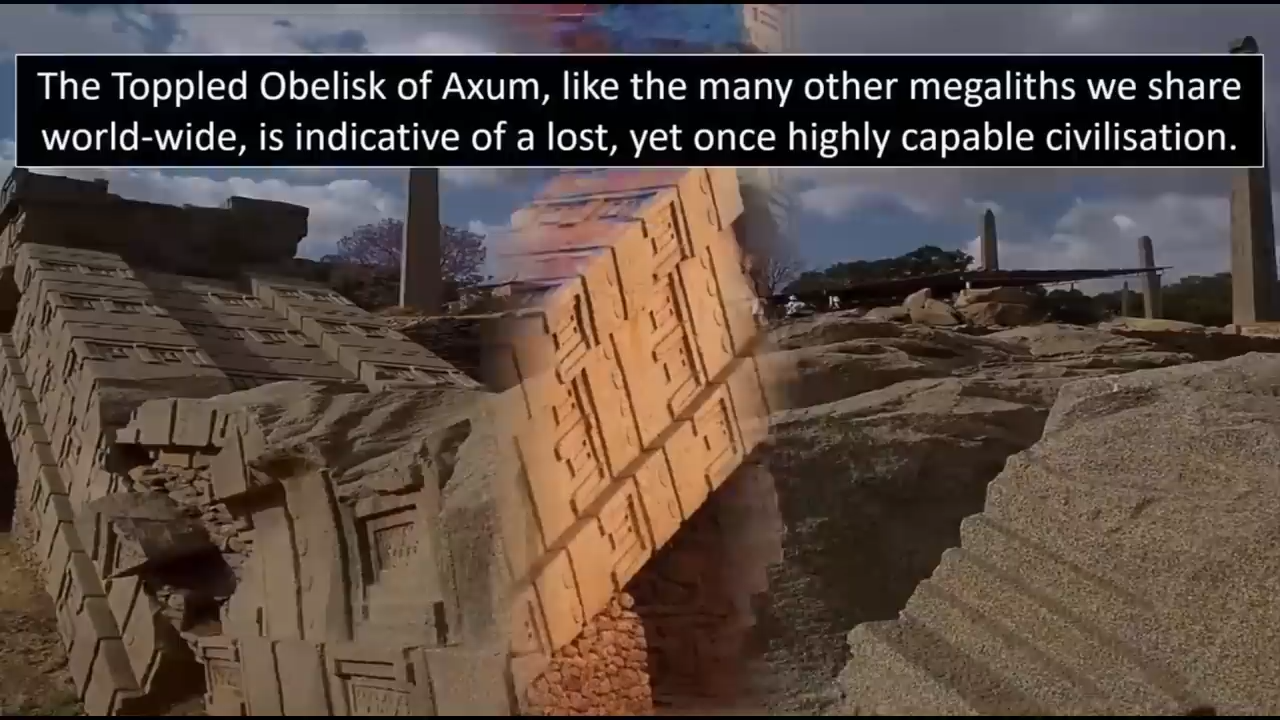 The Toppled Obelisk of Axum, like the many other megaliths we share
world-wide, is indicative of a lost, yet once highly capable civilisation.